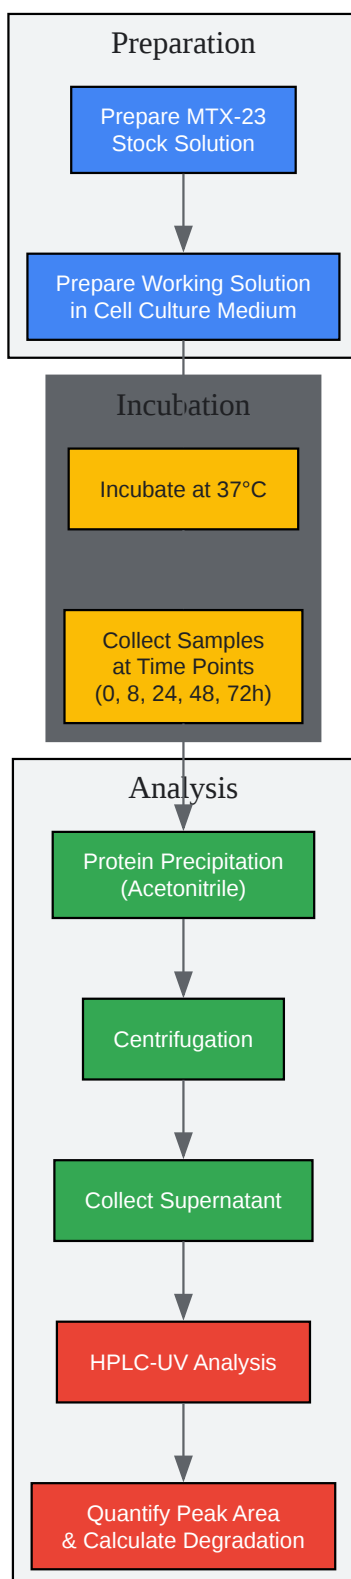 Preparation
Prepare MTX-23
Stock Solution
Prepare Working Solution
in Cell Culture Medium
Incubation
Incubate at 37°C
Collect Samples
at Time Points
(0, 8, 24, 48, 72h)
Analysis
Protein Precipitation
(Acetonitrile)
Centrifugation
Collect Supernatant
HPLC-UV Analysis
Quantify Peak Area
& Calculate Degradation